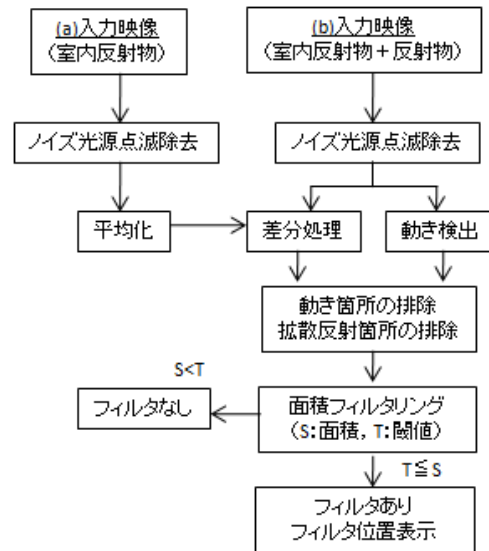 (a)入力映像
(室内反射物)
(b)入力映像
(室内反射物+反射物)
ノイズ光源点滅除去
ノイズ光源点滅除去
平均化
差分処理
動き検出
動き箇所の排除
拡散反射箇所の排除
S<T
フィルタなし
面積フィルタリング
(S:面積, T:閾値)
T≦S
フィルタあり
フィルタ位置表示